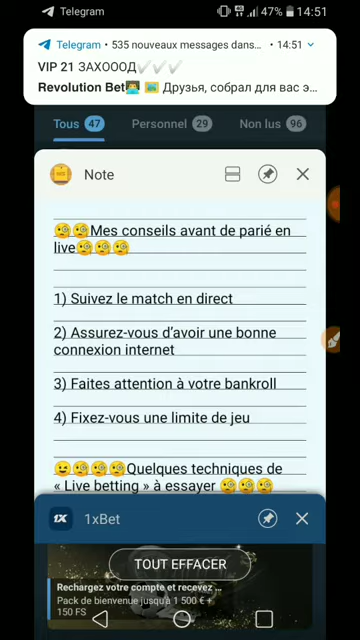 Telegram 47% 14:51
Telegram • 535 nouveaux messages dans… • 14:51
VIP 21 ЗАХОООД✅✅✅
Revolution Bet👨‍💻 Друзья, собрал для вас э…
Tous 47 Personnel 29 Non lus 96
Note
🧐🧐Mes conseils avant de parié en
live🧐🧐🧐
1) Suivez le match en direct
2) Assurez-vous d’avoir une bonne
connexion internet
3) Faites attention à votre bankroll
4) Fixez-vous une limite de jeu
😉🧐🧐🧐Quelques techniques de
« Live betting » à essayer 🧐🧐🧐
1X 1xBet
TOUT EFFACER
Rechargez votre compte et recevez …
Pack de bienvenue jusqu'à 1 500 € +
150 FS